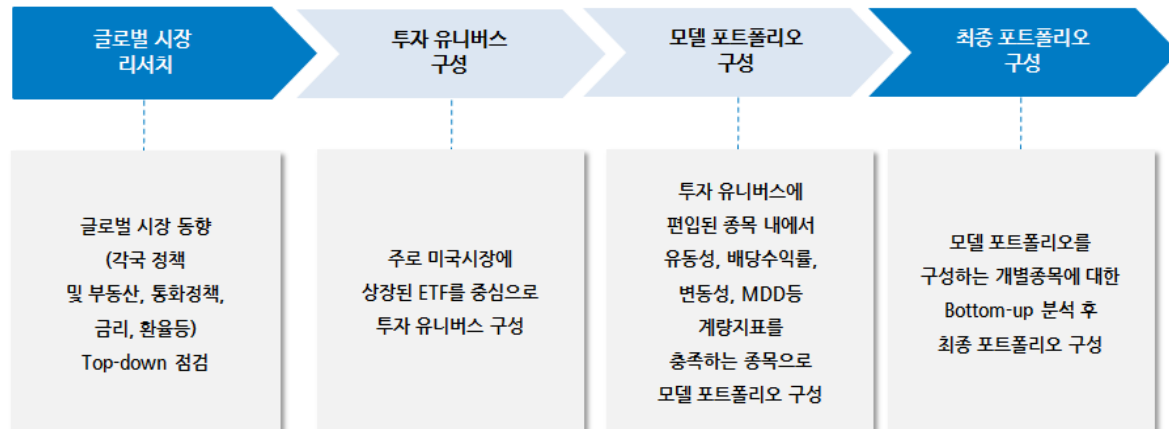 글로벌 시장
리서치
투자 유니버스
구성
모델 포트폴리오
구성
최종 포트폴리오
구성
글로벌 시장 동향
(각국 정책
및 부동산, 통화정책,
금리, 환율등)
Top-down 점검
주로 미국시장에
상장된 ETF를 중심으로
투자 유니버스 구성
투자 유니버스에
편입된 종목 내에서
유동성, 배당수익률,
변동성, MDD등
계량지표를
충족하는 종목으로
모델 포트폴리오 구성
모델 포트폴리오를
구성하는 개별종목에 대한
Bottom-up 분석 후
최종 포트폴리오 구성